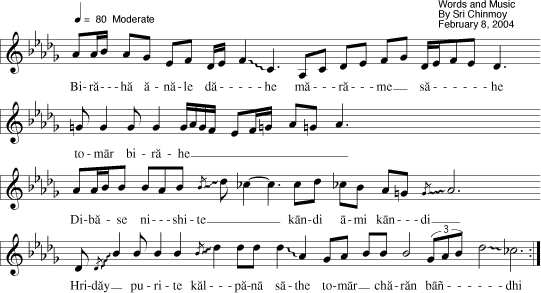 Words and Music
♩ = 80 Moderate
By Sri Chinmoy
February 8, 2004
Bi-rā---hā ā-nā-le dā-----he mā--rā---me sā-----he
to-mār bi-rā-he
Di-bā-se ni---shi-te kān-di ā-mi kān---di
3
Hri-dāy pu-ri-te kāl--pā-nā sā-the to-mār chā-rān bāñ-----dhi